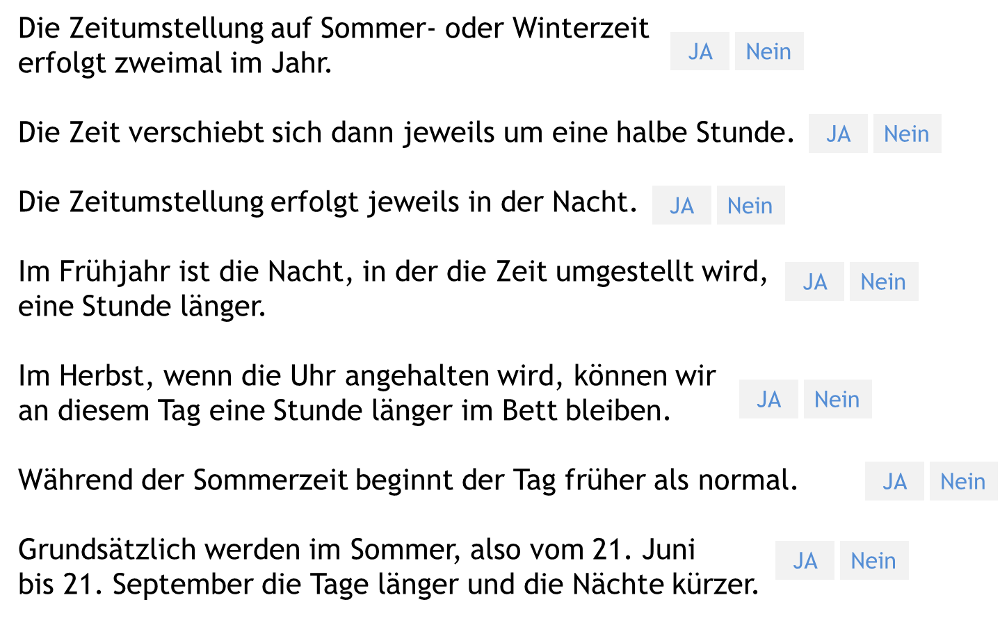 Die Zeitumstellung auf Sommer- oder Winterzeit
erfolgt zweimal im Jahr.
JA Nein
Die Zeit verschiebt sich dann jeweils um eine halbe Stunde. JA Nein
Die Zeitumstellung erfolgt jeweils in der Nacht. JA Nein
Im Frühjahr ist die Nacht, in der die Zeit umgestellt wird,
eine Stunde länger.
JA Nein
Im Herbst, wenn die Uhr angehalten wird, können wir
an diesem Tag eine Stunde länger im Bett bleiben.
JA Nein
Während der Sommerzeit beginnt der Tag früher als normal. JA Nein
Grundsätzlich werden im Sommer, also vom 21. Juni
bis 21. September die Tage länger und die Nächte kürzer.
JA Nein